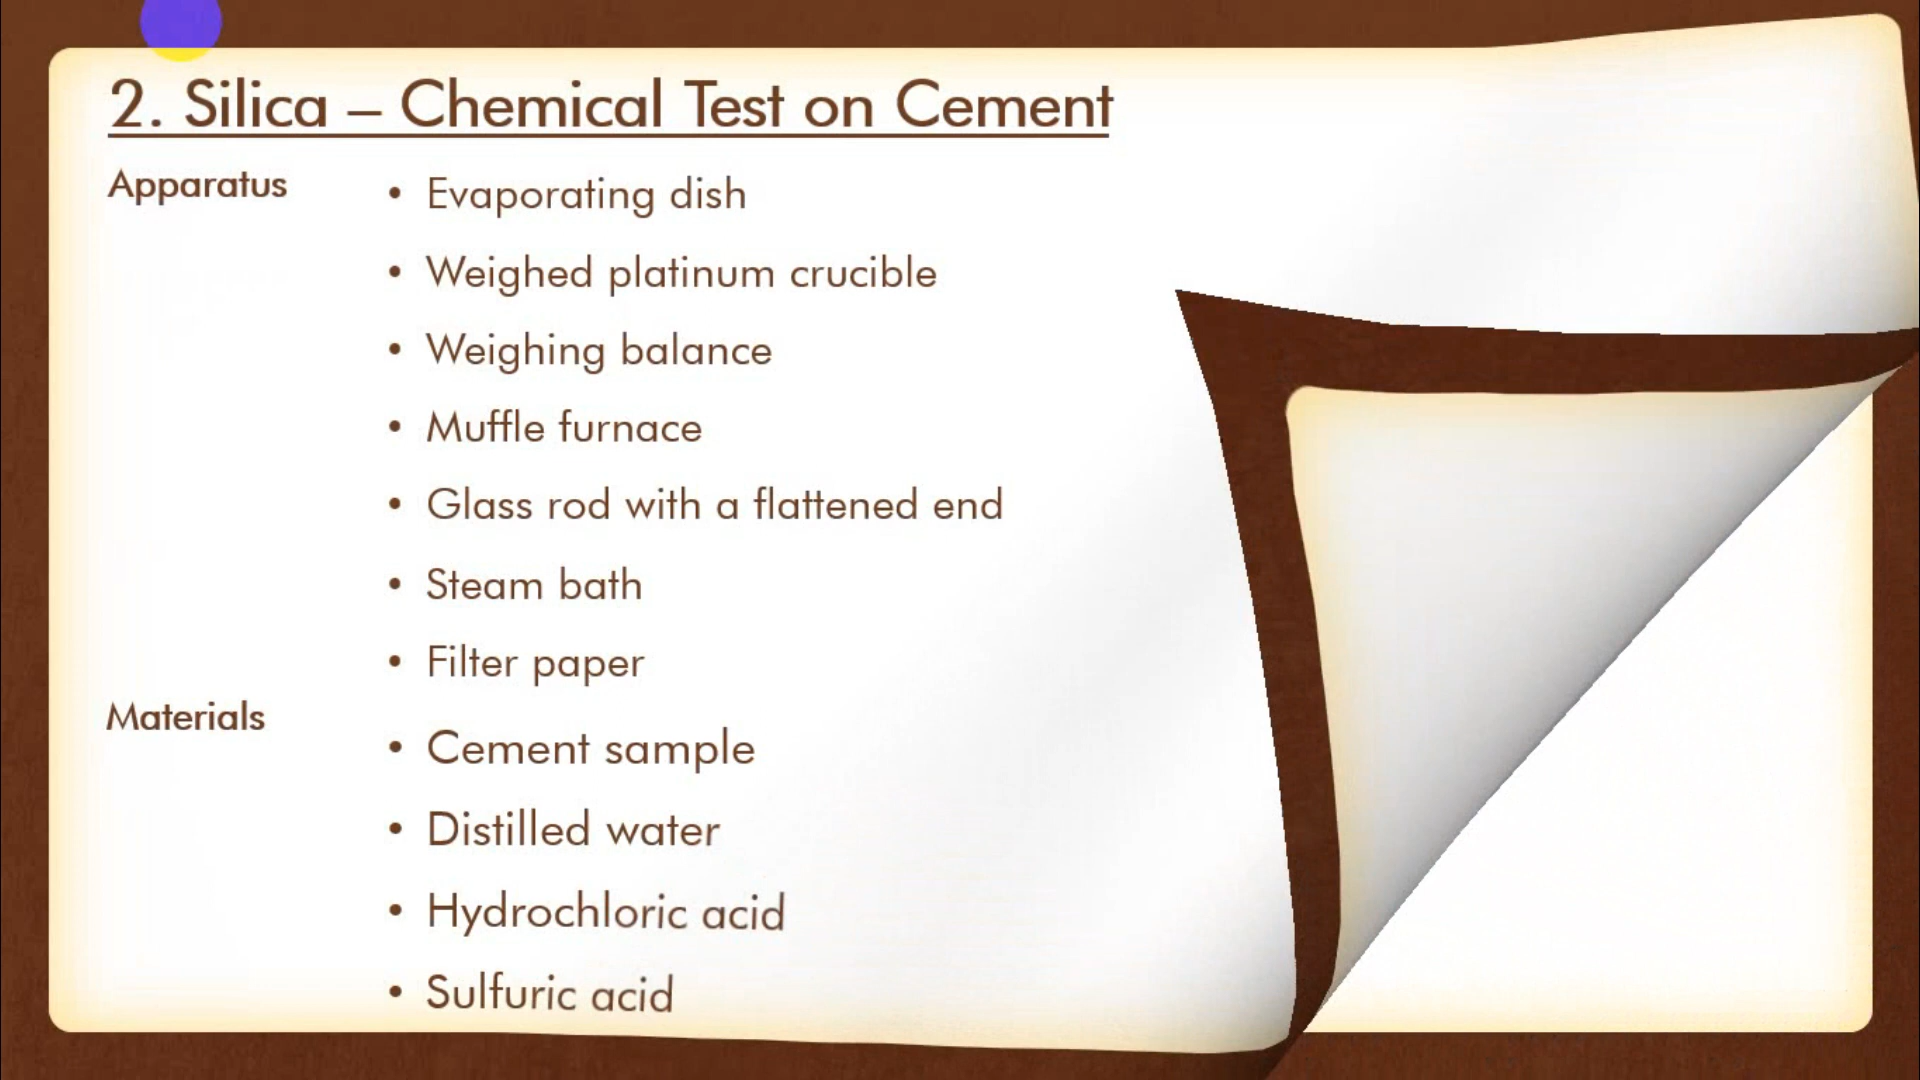 2. Silica – Chemical Test on Cement
Apparatus
• Evaporating dish
• Weighed platinum crucible
• Weighing balance
• Muffle furnace
• Glass rod with a flattened end
• Steam bath
• Filter paper
Materials
• Cement sample
• Distilled water
• Hydrochloric acid
• Sulfuric acid